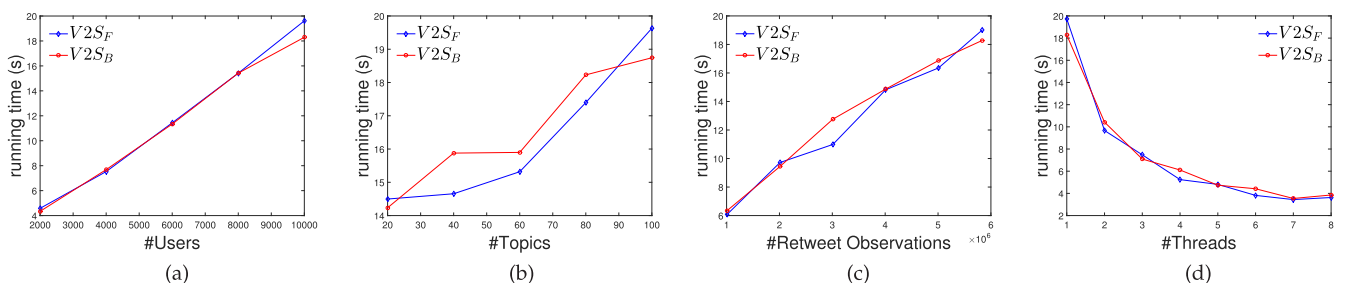 running time (s)
20
18
16
14
12
10
8
6
4
2000 3000 4000 5000 6000 7000 8000 9000 10000
#Users
V2S_F
V2S_B
(a)
running time (s)
20
19
18
17
16
15
14
20 30 40 50 60 70 80 90 100
#Topics
V2S_F
V2S_B
(b)
running time (s)
20
18
16
14
12
10
8
6
1 2 3 4 5 6
#Retweet Observations
×10^6
V2S_F
V2S_B
(c)
running time (s)
20
18
16
14
12
10
8
6
4
2
1 2 3 4 5 6 7 8
#Threads
V2S_F
V2S_B
(d)